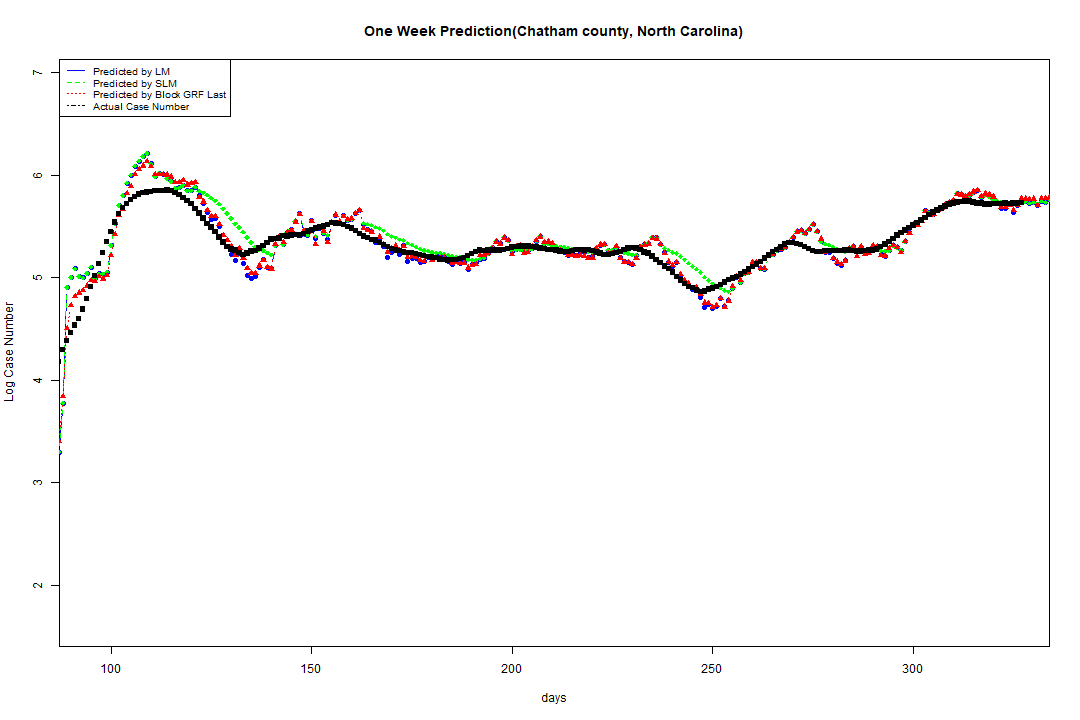 One Week Prediction(Chatham county, North Carolina)
Predicted by LM
Predicted by SLM
Predicted by Block GRF Last
Actual Case Number
Log Case Number
7
6
5
4
3
2
100 150 200 250 300
days